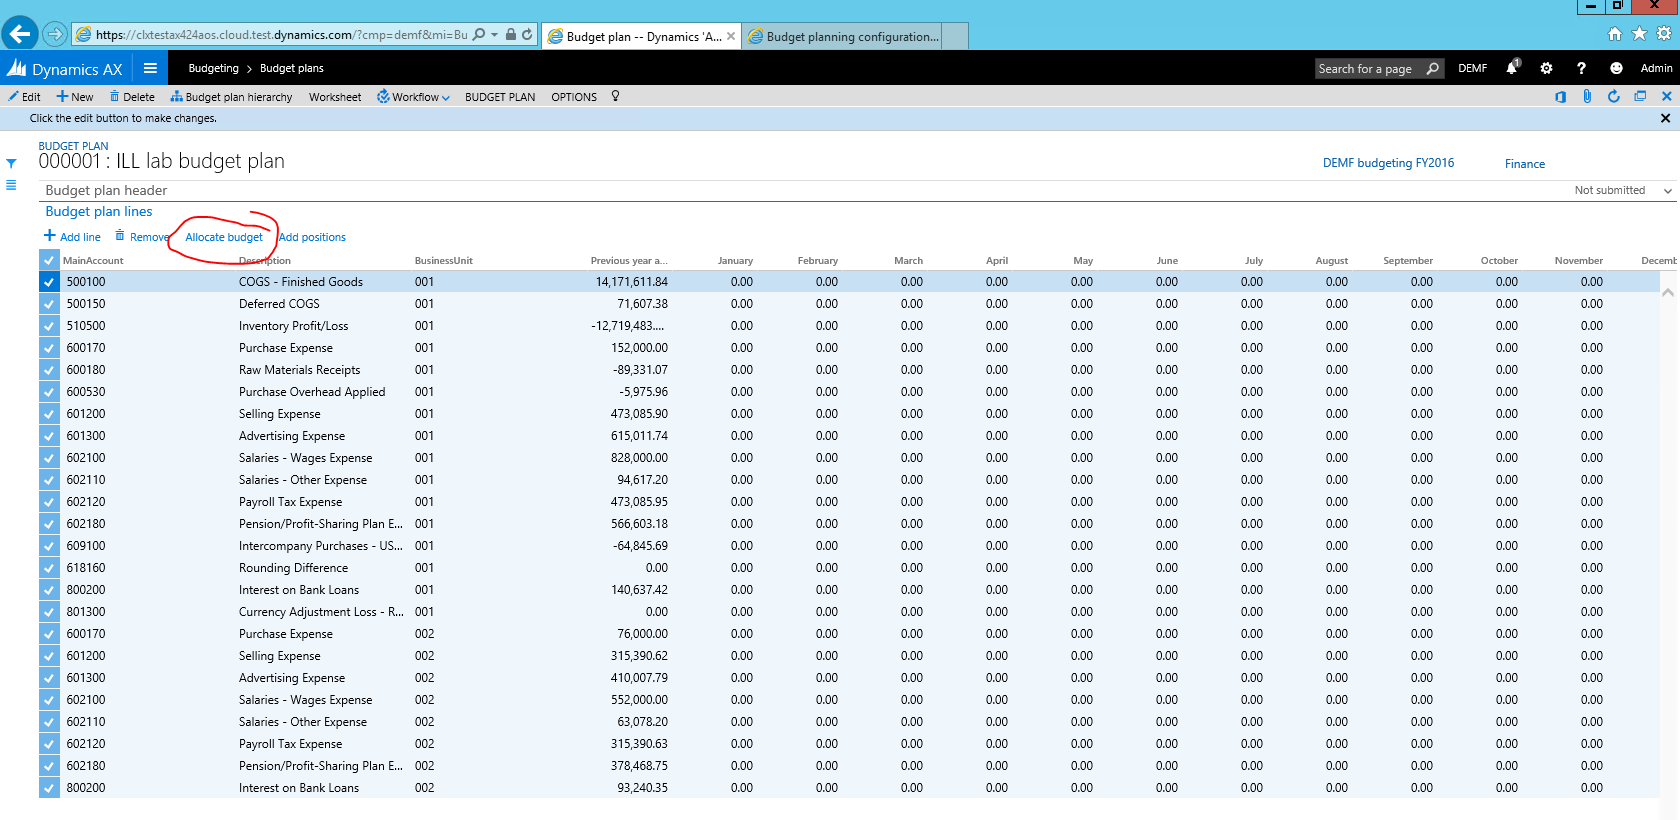 https://clxtestax424aos.cloud.test.dynamics.com/?cmp=demf&mi=Bu
Budget plan -- Dynamics 'A...
Budget planning configuration...
Dynamics AX
Budgeting > Budget plans
Search for a page
DEMF
1
?
Admin
Edit
New
Delete
Budget plan hierarchy
Worksheet
Workflow
BUDGET PLAN
OPTIONS
Click the edit button to make changes.
BUDGET PLAN
000001 : ILL lab budget plan
DEMF budgeting FY2016
Finance
Budget plan header
Not submitted
Budget plan lines
Add line
Remove
Allocate budget
Add positions
MainAccount Description BusinessUnit Previous year a... January February March April May June July August September October November Decemb
500100 COGS - Finished Goods 001 14,171,611.84 0.00 0.00 0.00 0.00 0.00 0.00 0.00 0.00 0.00 0.00 0.00
500150 Deferred COGS 001 71,607.38 0.00 0.00 0.00 0.00 0.00 0.00 0.00 0.00 0.00 0.00 0.00
510500 Inventory Profit/Loss 001 -12,719,483.... 0.00 0.00 0.00 0.00 0.00 0.00 0.00 0.00 0.00 0.00 0.00
600170 Purchase Expense 001 152,000.00 0.00 0.00 0.00 0.00 0.00 0.00 0.00 0.00 0.00 0.00 0.00
600180 Raw Materials Receipts 001 -89,331.07 0.00 0.00 0.00 0.00 0.00 0.00 0.00 0.00 0.00 0.00 0.00
600530 Purchase Overhead Applied 001 -5,975.96 0.00 0.00 0.00 0.00 0.00 0.00 0.00 0.00 0.00 0.00 0.00
601200 Selling Expense 001 473,085.90 0.00 0.00 0.00 0.00 0.00 0.00 0.00 0.00 0.00 0.00 0.00
601300 Advertising Expense 001 615,011.74 0.00 0.00 0.00 0.00 0.00 0.00 0.00 0.00 0.00 0.00 0.00
602100 Salaries - Wages Expense 001 828,000.00 0.00 0.00 0.00 0.00 0.00 0.00 0.00 0.00 0.00 0.00 0.00
602110 Salaries - Other Expense 001 94,617.20 0.00 0.00 0.00 0.00 0.00 0.00 0.00 0.00 0.00 0.00 0.00
602120 Payroll Tax Expense 001 473,085.95 0.00 0.00 0.00 0.00 0.00 0.00 0.00 0.00 0.00 0.00 0.00
602180 Pension/Profit-Sharing Plan E... 001 566,603.18 0.00 0.00 0.00 0.00 0.00 0.00 0.00 0.00 0.00 0.00 0.00
609100 Intercompany Purchases - US... 001 -64,845.69 0.00 0.00 0.00 0.00 0.00 0.00 0.00 0.00 0.00 0.00 0.00
618160 Rounding Difference 001 0.00 0.00 0.00 0.00 0.00 0.00 0.00 0.00 0.00 0.00 0.00 0.00
800200 Interest on Bank Loans 001 140,637.42 0.00 0.00 0.00 0.00 0.00 0.00 0.00 0.00 0.00 0.00 0.00
801300 Currency Adjustment Loss - R... 001 0.00 0.00 0.00 0.00 0.00 0.00 0.00 0.00 0.00 0.00 0.00 0.00
600170 Purchase Expense 002 76,000.00 0.00 0.00 0.00 0.00 0.00 0.00 0.00 0.00 0.00 0.00 0.00
601200 Selling Expense 002 315,390.62 0.00 0.00 0.00 0.00 0.00 0.00 0.00 0.00 0.00 0.00 0.00
601300 Advertising Expense 002 410,007.79 0.00 0.00 0.00 0.00 0.00 0.00 0.00 0.00 0.00 0.00 0.00
602100 Salaries - Wages Expense 002 552,000.00 0.00 0.00 0.00 0.00 0.00 0.00 0.00 0.00 0.00 0.00 0.00
602110 Salaries - Other Expense 002 63,078.20 0.00 0.00 0.00 0.00 0.00 0.00 0.00 0.00 0.00 0.00 0.00
602120 Payroll Tax Expense 002 315,390.63 0.00 0.00 0.00 0.00 0.00 0.00 0.00 0.00 0.00 0.00 0.00
602180 Pension/Profit-Sharing Plan E... 002 378,468.75 0.00 0.00 0.00 0.00 0.00 0.00 0.00 0.00 0.00 0.00 0.00
800200 Interest on Bank Loans 002 93,240.35 0.00 0.00 0.00 0.00 0.00 0.00 0.00 0.00 0.00 0.00 0.00